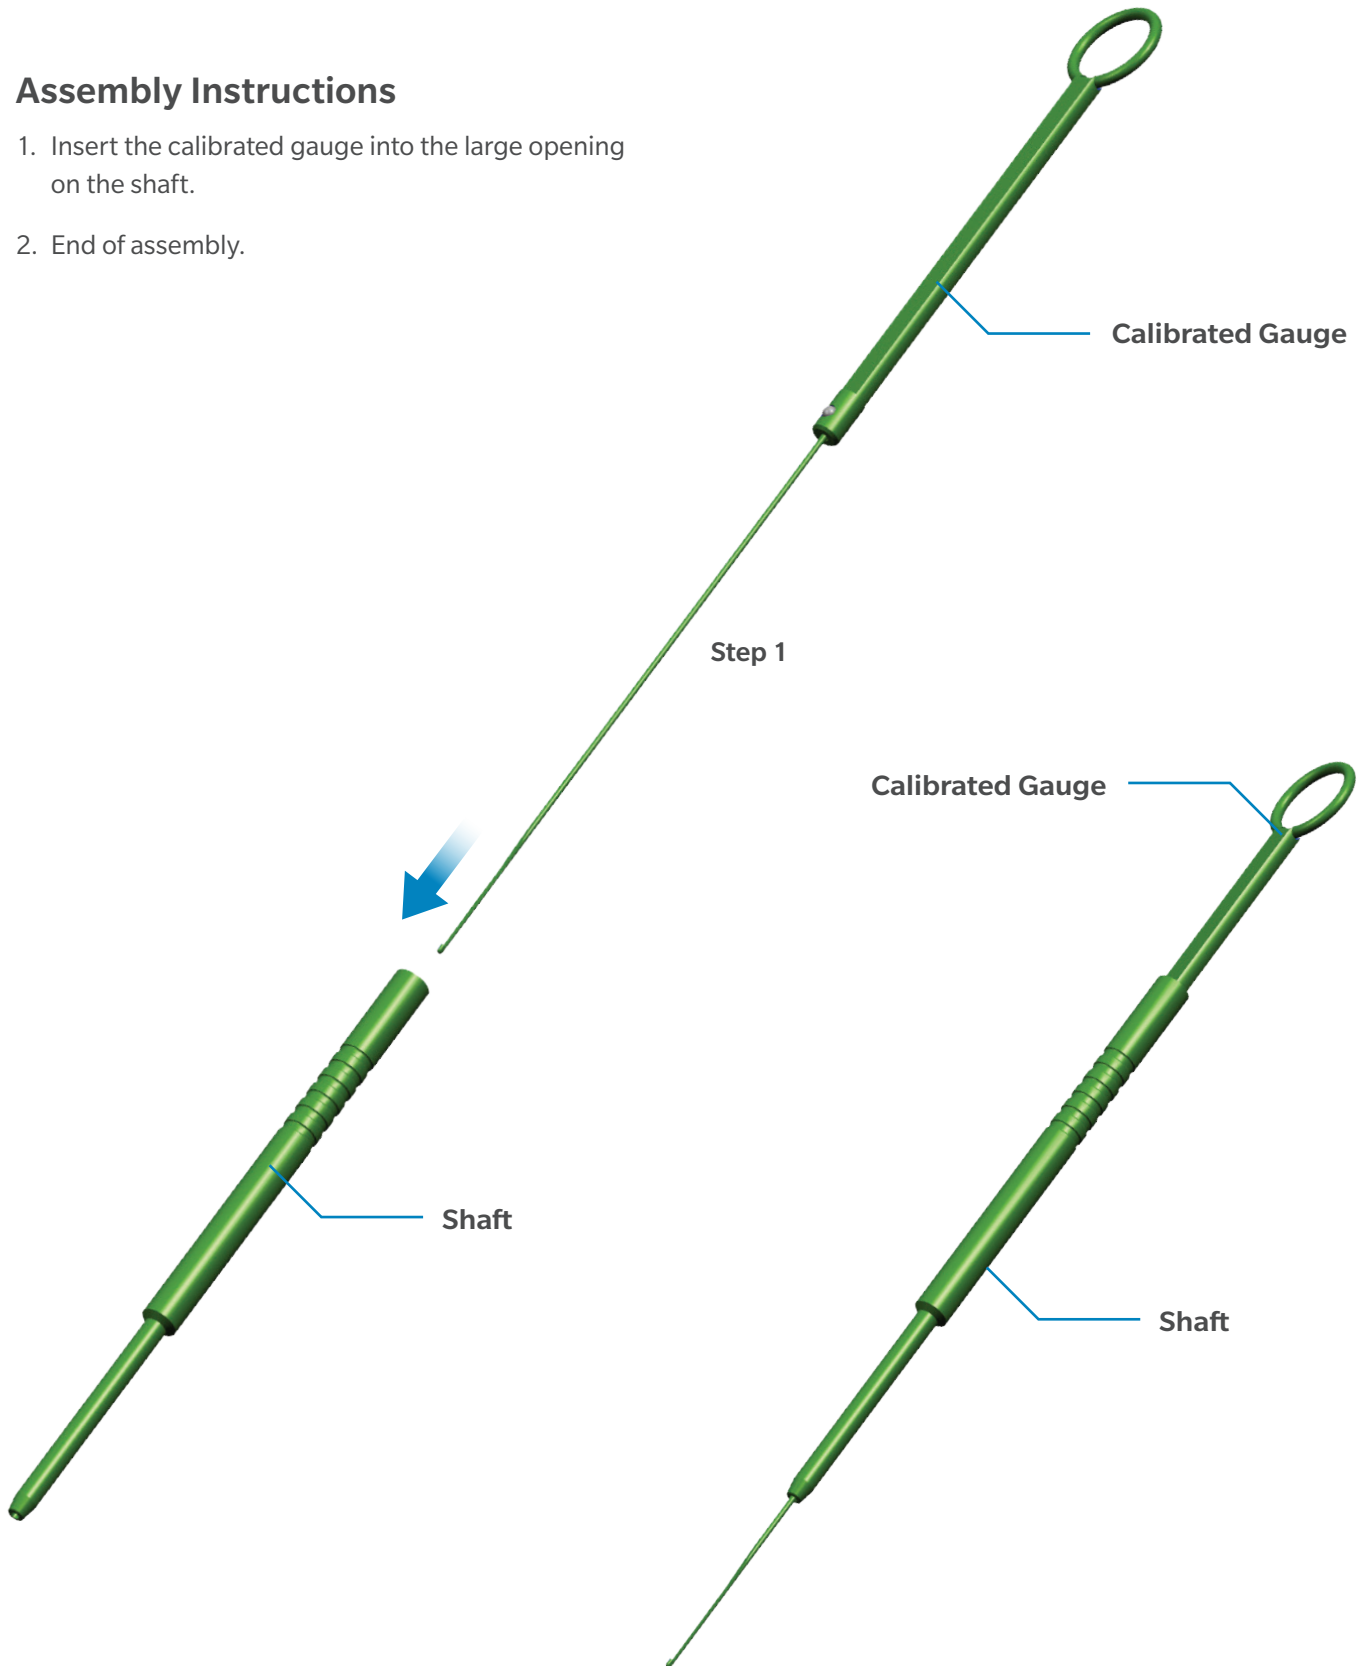 Assembly Instructions
1. Insert the calibrated gauge into the large opening
on the shaft.
2. End of assembly.
Calibrated Gauge
Step 1
Calibrated Gauge
Shaft
Shaft